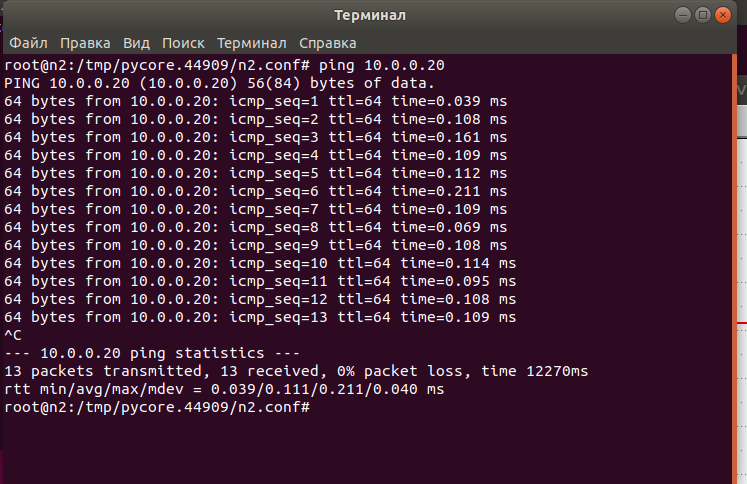 Терминал
Файл Правка Вид Поиск Терминал Справка
root@n2:/tmp/pycore.44909/n2.conf# ping 10.0.0.20
PING 10.0.0.20 (10.0.0.20) 56(84) bytes of data.
64 bytes from 10.0.0.20: icmp_seq=1 ttl=64 time=0.039 ms
64 bytes from 10.0.0.20: icmp_seq=2 ttl=64 time=0.108 ms
64 bytes from 10.0.0.20: icmp_seq=3 ttl=64 time=0.161 ms
64 bytes from 10.0.0.20: icmp_seq=4 ttl=64 time=0.109 ms
64 bytes from 10.0.0.20: icmp_seq=5 ttl=64 time=0.112 ms
64 bytes from 10.0.0.20: icmp_seq=6 ttl=64 time=0.211 ms
64 bytes from 10.0.0.20: icmp_seq=7 ttl=64 time=0.109 ms
64 bytes from 10.0.0.20: icmp_seq=8 ttl=64 time=0.069 ms
64 bytes from 10.0.0.20: icmp_seq=9 ttl=64 time=0.108 ms
64 bytes from 10.0.0.20: icmp_seq=10 ttl=64 time=0.114 ms
64 bytes from 10.0.0.20: icmp_seq=11 ttl=64 time=0.095 ms
64 bytes from 10.0.0.20: icmp_seq=12 ttl=64 time=0.108 ms
64 bytes from 10.0.0.20: icmp_seq=13 ttl=64 time=0.109 ms
^C
--- 10.0.0.20 ping statistics ---
13 packets transmitted, 13 received, 0% packet loss, time 12270ms
rtt min/avg/max/mdev = 0.039/0.111/0.211/0.040 ms
root@n2:/tmp/pycore.44909/n2.conf#